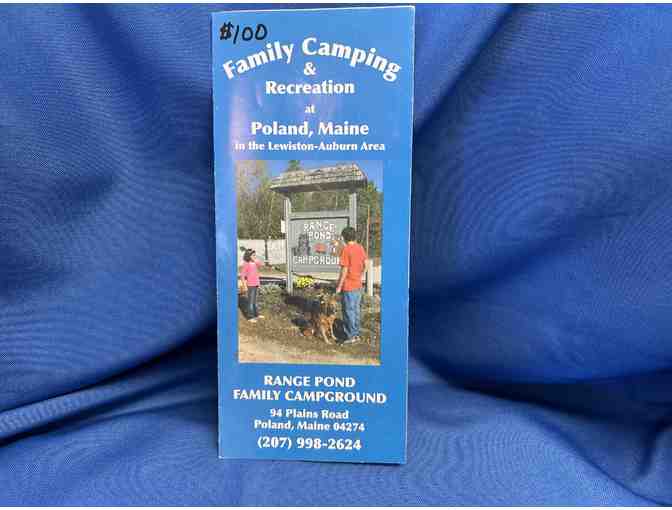 $100
Family Camping
&
Recreation
at
Poland, Maine
in the Lewiston-Auburn Area
RANGE
POND
CAMPGROUND
RANGE POND
FAMILY CAMPGROUND
94 Plains Road
Poland, Maine 04274
(207) 998-2624